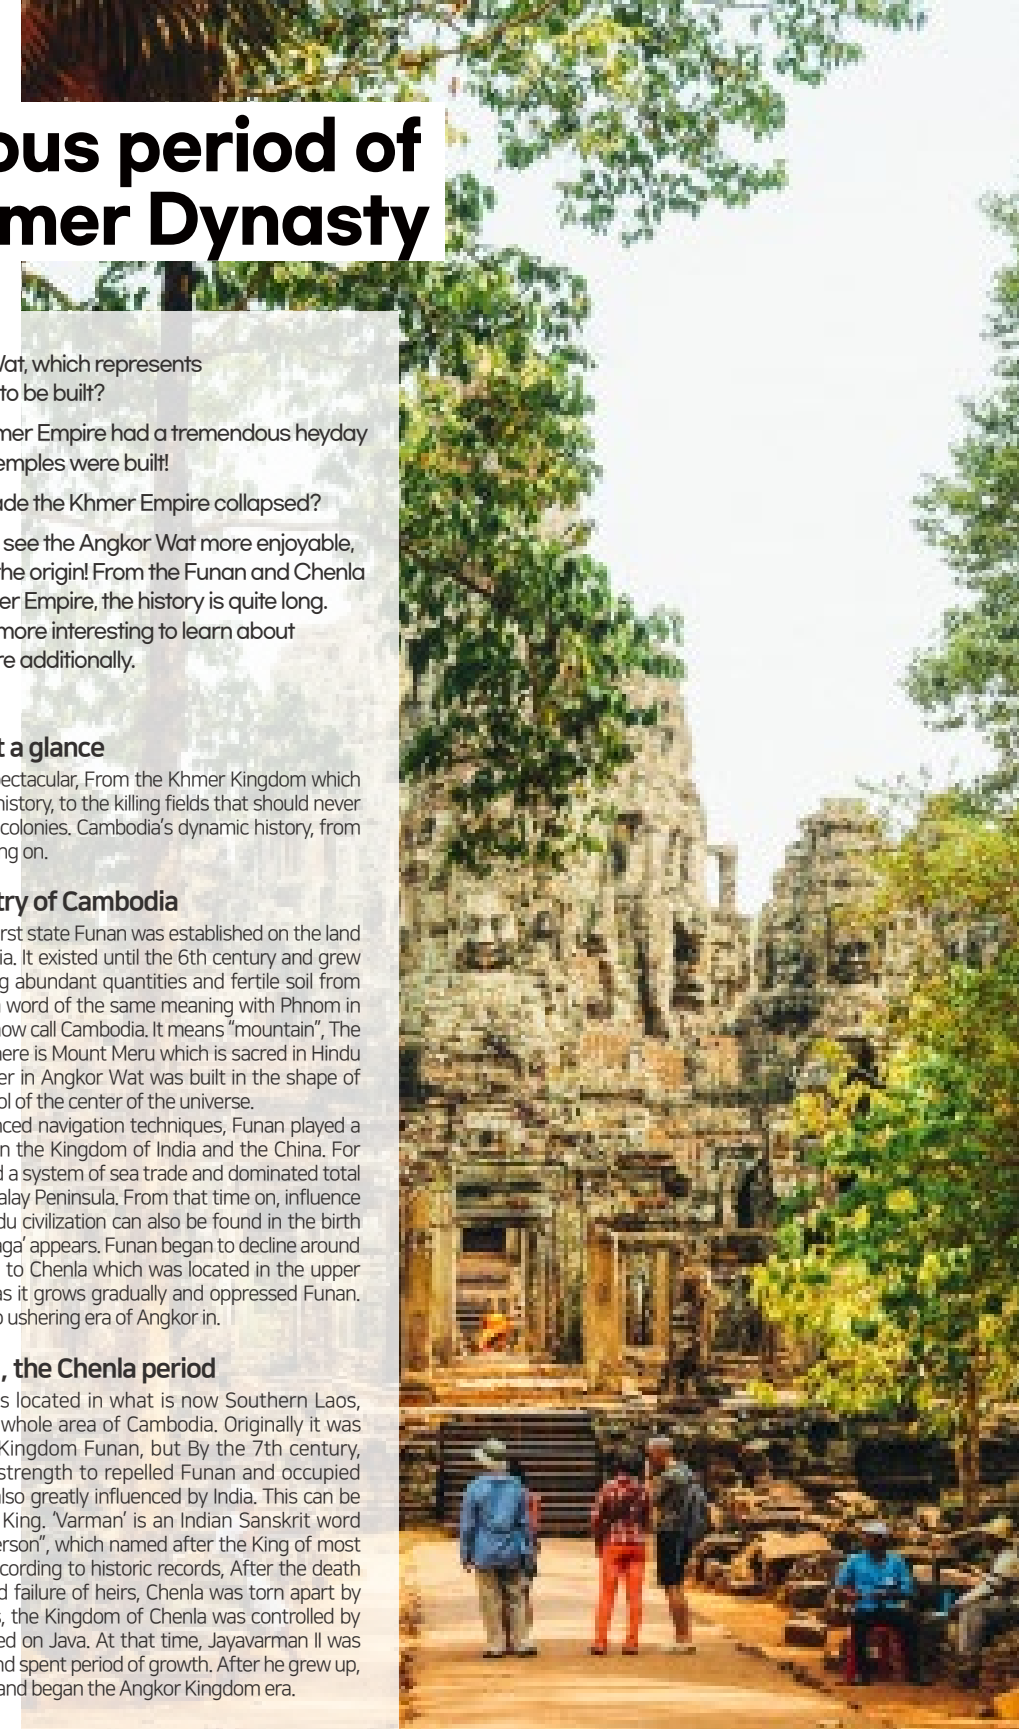 ous period of
mer Dynasty
Wat, which represents
to be built?
mer Empire had a tremendous heyday
emples were built!
ade the Khmer Empire collapsed?
see the Angkor Wat more enjoyable,
the origin! From the Funan and Chenla
er Empire, the history is quite long.
more interesting to learn about
re additionally.
t a glance
ectacular, From the Khmer Kingdom which
history, to the killing fields that should never
colonies. Cambodia's dynamic history, from
ng on.
try of Cambodia
rst state Funan was established on the land
ia. It existed until the 6th century and grew
g abundant quantities and fertile soil from
word of the same meaning with Phnom in
now call Cambodia. It means “mountain”, The
here is Mount Meru which is sacred in Hindu
er in Angkor Wat was built in the shape of
ol of the center of the universe.
nced navigation techniques, Funan played a
n the Kingdom of India and the China. For
d a system of sea trade and dominated total
alay Peninsula. From that time on, influence
du civilization can also be found in the birth
aga’ appears. Funan began to decline around
to Chenla which was located in the upper
as it grows gradually and oppressed Funan.
o ushering era of Angkor in.
, the Chenla period
s located in what is now Southern Laos,
whole area of Cambodia. Originally it was
Kingdom Funan, but By the 7th century,
strength to repelled Funan and occupied
also greatly influenced by India. This can be
King. ‘Varman’ is an Indian Sanskrit word
erson”, which named after the King of most
ccording to historic records, After the death
d failure of heirs, Chenla was torn apart by
s, the Kingdom of Chenla was controlled by
ed on Java. At that time, Jayavarman II was
nd spent period of growth. After he grew up,
and began the Angkor Kingdom era.